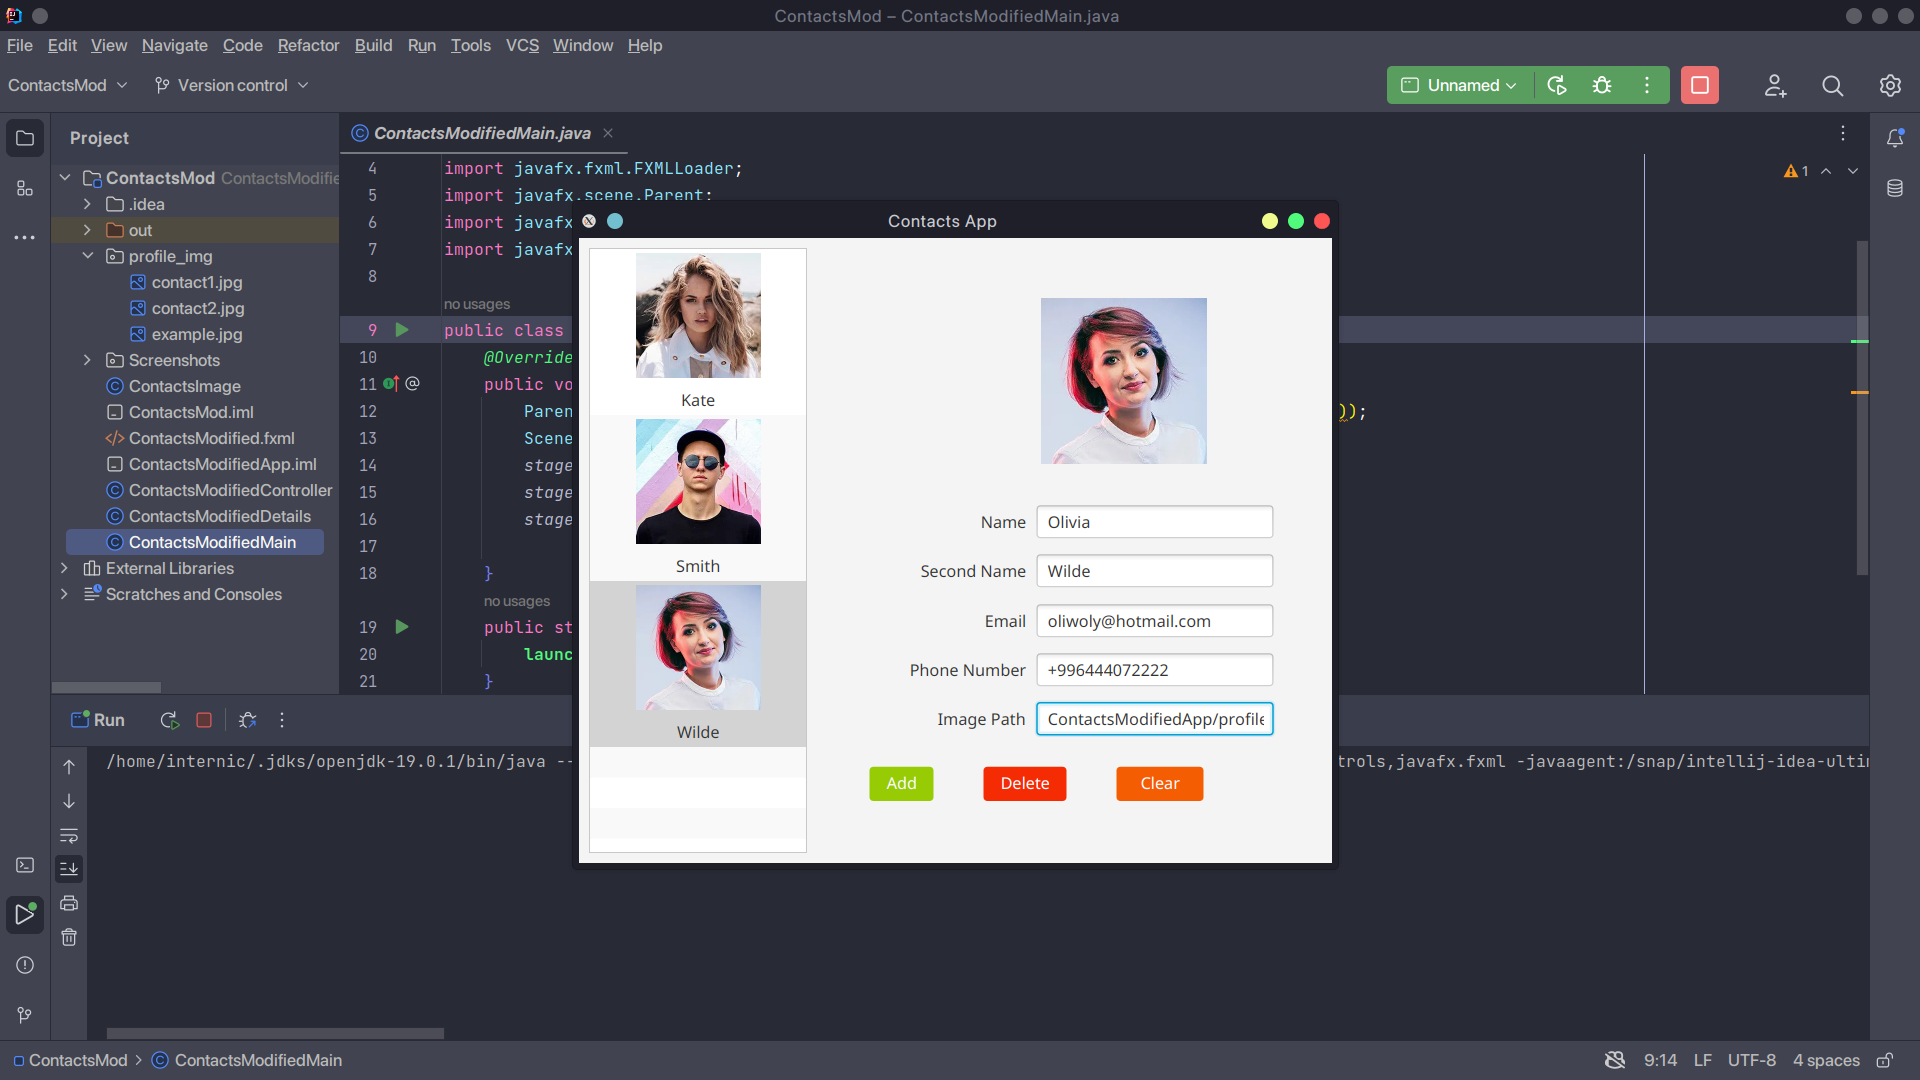 ContactsMod – ContactsModifiedMain.java
File Edit View Navigate Code Refactor Build Run Tools VCS Window Help
ContactsMod Version control Unnamed
Project
ContactsMod ContactsModifie
.idea
out
profile_img
contact1.jpg
contact2.jpg
example.jpg
Screenshots
ContactsImage
ContactsMod.iml
ContactsModified.fxml
ContactsModifiedApp.iml
ContactsModifiedController
ContactsModifiedDetails
ContactsModifiedMain
External Libraries
Scratches and Consoles
ContactsModifiedMain.java
1
4 import javafx.fxml.FXMLLoader;
5 import javafx.scene.Parent;
6 import javafx
7 import javafx
8
no usages
9 public class
10 @Override
11 public vo
12 Paren ));
13 Scene
14 stage
15 stage
16 stage
17
18 }
no usages
19 public st
20 launc
21 }
Contacts App
Kate
Smith
Wilde
Name Olivia
Second Name Wilde
Email oliwoly@hotmail.com
Phone Number +996444072222
Image Path ContactsModifiedApp/profile
Add Delete Clear
Run
/home/internic/.jdks/openjdk-19.0.1/bin/java -- trols,javafx.fxml -javaagent:/snap/intellij-idea-ultin
ContactsMod ContactsModifiedMain
9:14 LF UTF-8 4 spaces